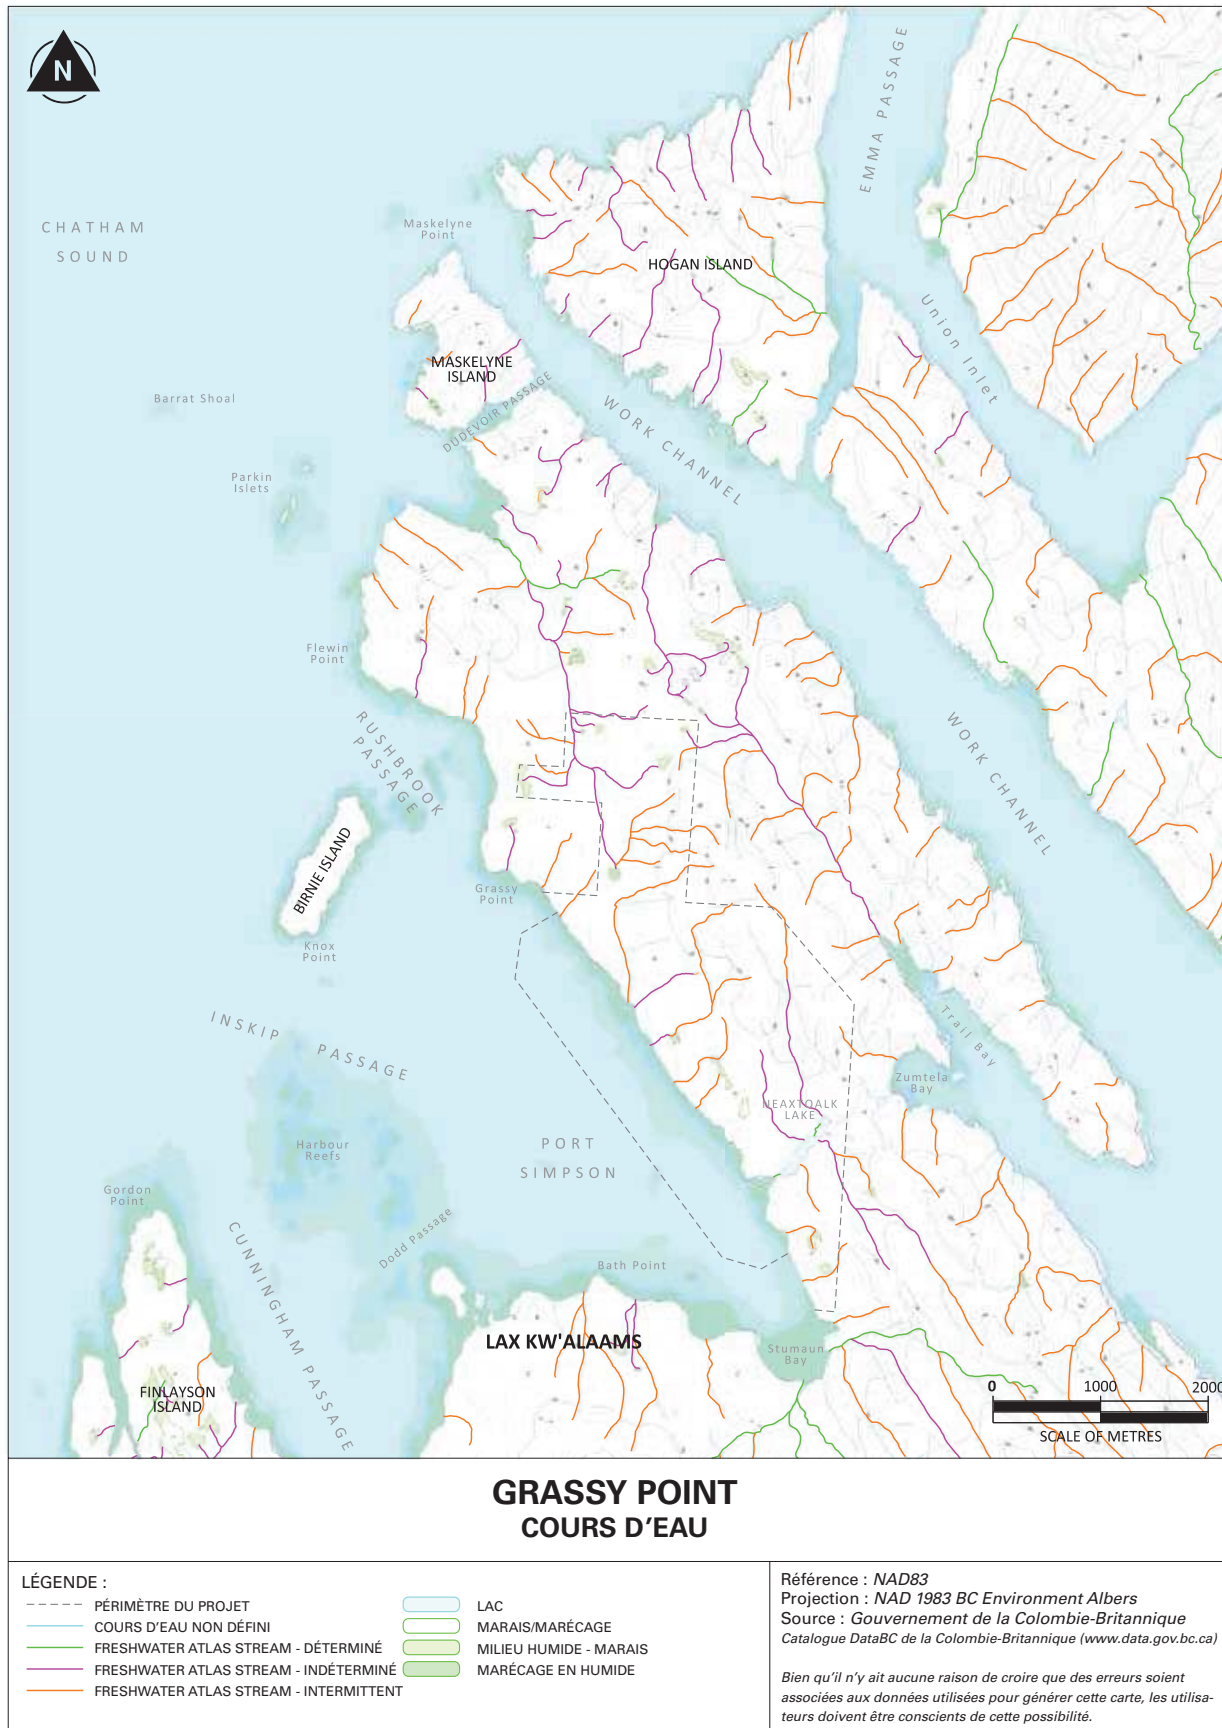 N
EMMA PASSAGE
CHATHAM
SOUND
Maskelyne
Point
HOGAN ISLAND
Union Inlet
MASKELYNE
ISLAND
Barrat Shoal
DUDEVOIR PASSAGE
WORK CHANNEL
Parkin
Islets
Flewin
Point
RUSHBROOK
PASSAGE
WORK CHANNEL
BIRNIE ISLAND
Grassy
Point
Knox
Point
INSKIP PASSAGE
Trail Bay
Zumtela
Bay
NEAXTOALK
LAKE
Harbour
Reefs
PORT
SIMPSON
Gordon
Point
Dodd Passage
CUNNINGHAM PASSAGE
Bath Point
LAX KW'ALAAMS
Stumaun
Bay
FINLAYSON
ISLAND
0 1000 2000
SCALE OF METRES
GRASSY POINT
COURS D’EAU
LÉGENDE :
PÉRIMÈTRE DU PROJET
COURS D’EAU NON DÉFINI
FRESHWATER ATLAS STREAM - DÉTERMINÉ
FRESHWATER ATLAS STREAM - INDÉTERMINÉ
FRESHWATER ATLAS STREAM - INTERMITTENT
LAC
MARAIS/MARÉCAGE
MILIEU HUMIDE - MARAIS
MARÉCAGE EN HUMIDE
Référence : NAD83
Projection : NAD 1983 BC Environment Albers
Source : Gouvernement de la Colombie-Britannique
Catalogue DataBC de la Colombie-Britannique (www.data.gov.bc.ca)
Bien qu’il n’y ait aucune raison de croire que des erreurs soient
associées aux données utilisées pour générer cette carte, les utilisa-
teurs doivent être conscients de cette possibilité.